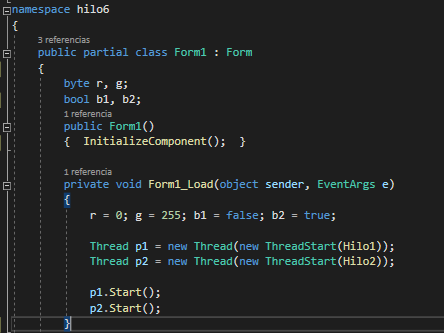 namespace hilo6
{
3 referencias
public partial class Form1 : Form
{
byte r, g;
bool b1, b2;
1 referencia
public Form1()
{ InitializeComponent(); }
1 referencia
private void Form1_Load(object sender, EventArgs e)
{
r = 0; g = 255; b1 = false; b2 = true;
Thread p1 = new Thread(new ThreadStart(Hilo1));
Thread p2 = new Thread(new ThreadStart(Hilo2));
p1.Start();
p2.Start();
}